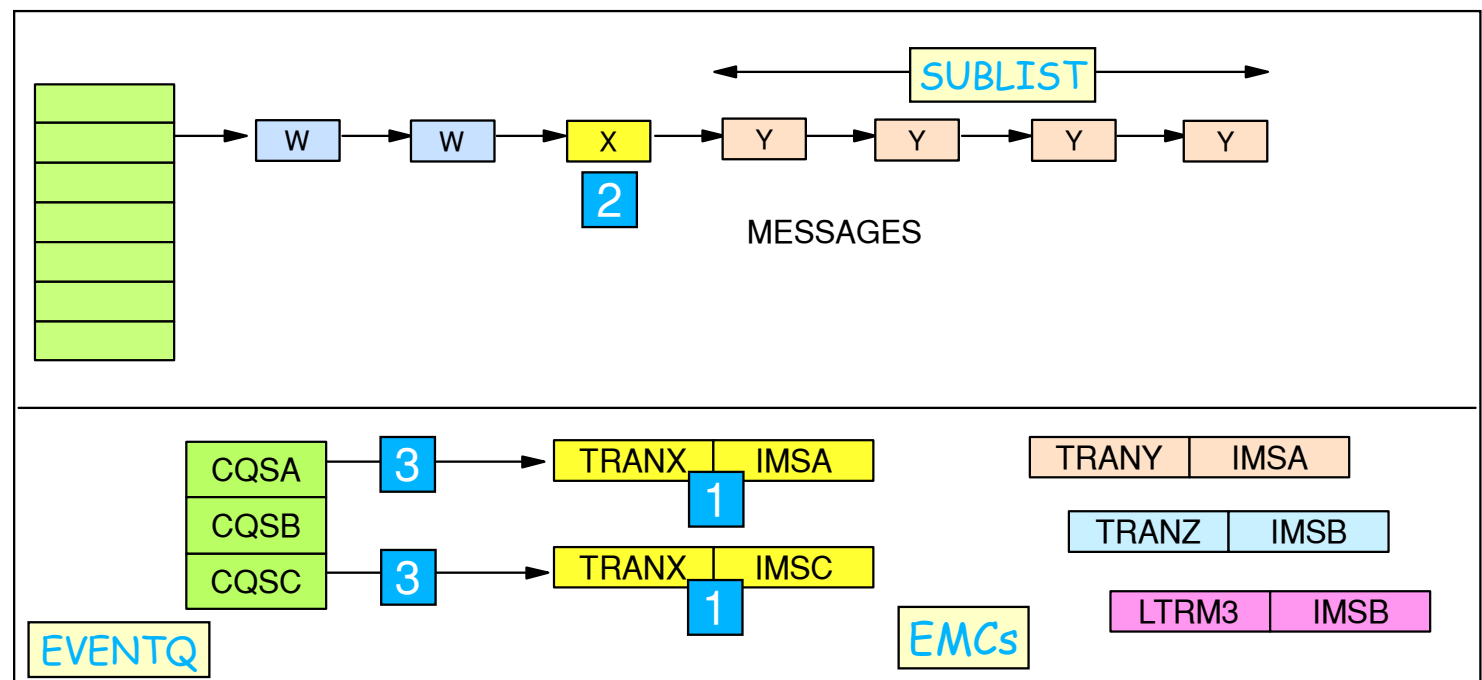 SUBLIST
W W X Y Y Y Y
2
MESSAGES
CQSA 3 TRANX IMSA TRANY IMSA
1
CQSB TRANZ IMSB
CQSC 3 TRANX IMSC
1
LTRM3 IMSB
EVENTQ EMCs